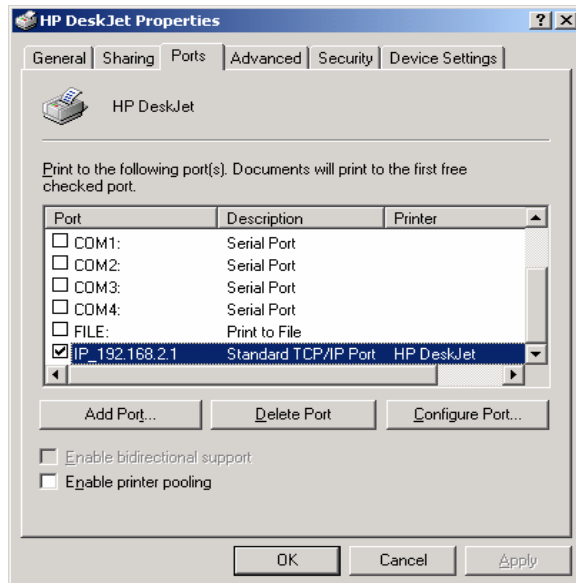 HP DeskJet Properties
General Sharing Ports Advanced Security Device Settings
HP DeskJet
Print to the following port(s). Documents will print to the first free
checked port.
Port Description Printer
COM1: Serial Port
COM2: Serial Port
COM3: Serial Port
COM4: Serial Port
FILE: Print to File
IP_192.168.2.1 Standard TCP/IP Port HP DeskJet
Add Port... Delete Port Configure Port...
Enable bidirectional support
Enable printer pooling
OK Cancel Apply